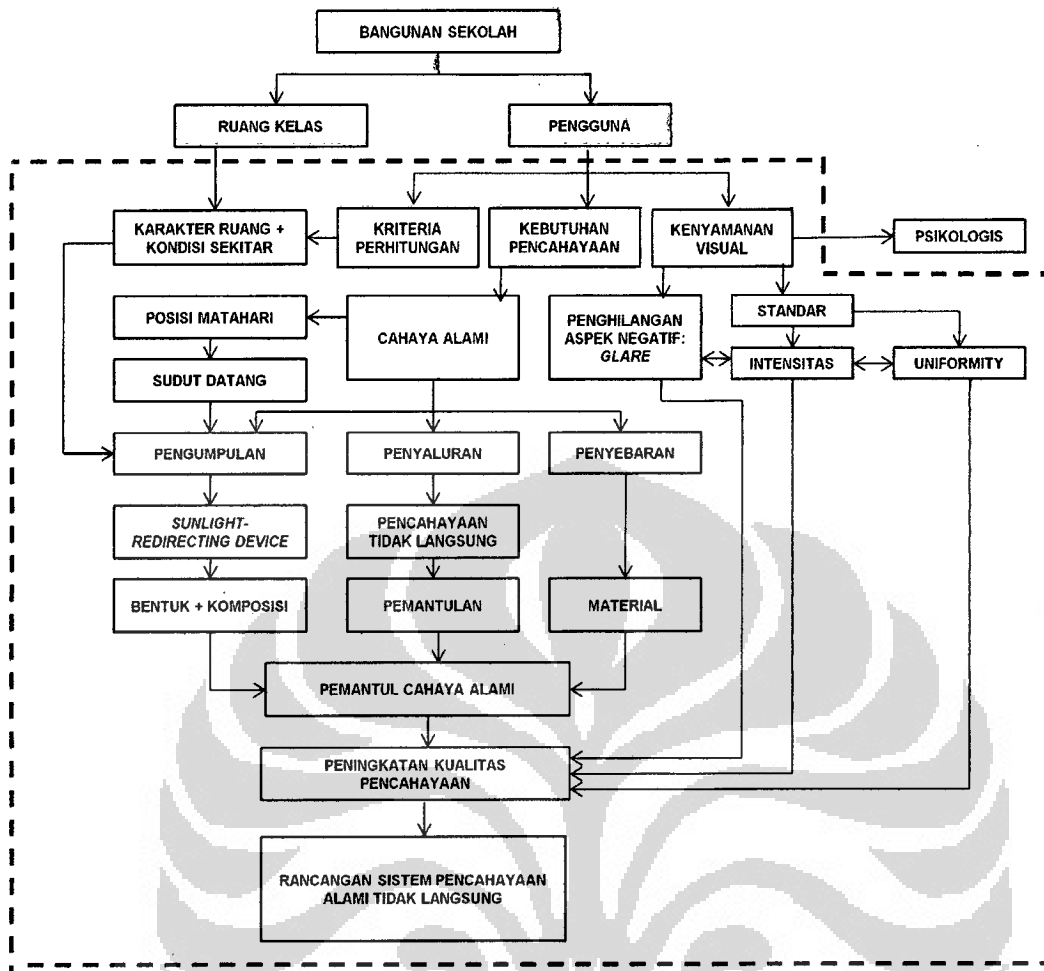 BANGUNAN SEKOLAH
RUANG KELAS
PENGGUNA
KARAKTER RUANG +
KONDISI SEKITAR
KRITERIA
PERHITUNGAN
KEBUTUHAN
PENCAHAYAAN
KENYAMANAN
VISUAL
PSIKOLOGIS
POSISI MATAHARI
CAHAYA ALAMI
PENGHILANGAN
ASPEK NEGATIF:
GLARE
STANDAR
SUDUT DATANG
INTENSITAS
UNIFORMITY
PENGUMPULAN
PENYALURAN
PENYEBARAN
SUNLIGHT-
REDIRECTING DEVICE
PENCAHAYAAN
TIDAK LANGSUNG
BENTUK + KOMPOSISI
PEMANTULAN
MATERIAL
PEMANTUL CAHAYA ALAMI
PENINGKATAN KUALITAS
PENCAHAYAAN
RANCANGAN SISTEM PENCAHAYAAN
ALAMI TIDAK LANGSUNG